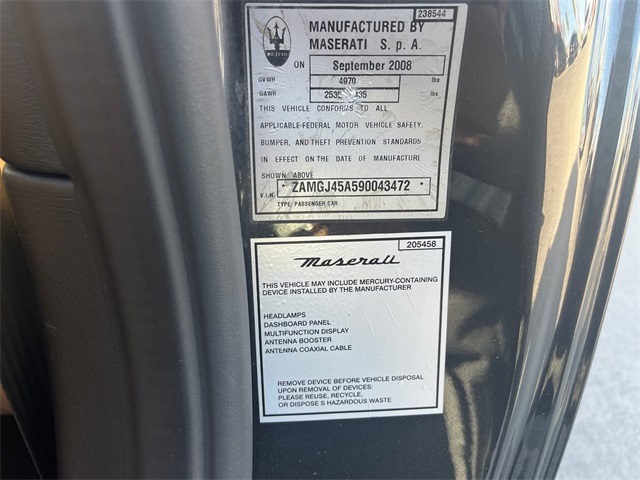 238544
MANUFACTURED BY
MASERATI S. p A.
ON September 2008
GVWR 4970 lbs
GAWR lbs
THIS VEHICLE CONFORMS TO ALL
APPLICABLE FEDERAL MOTOR VEHICLE SAFETY,
BUMPER, AND THEFT PREVENTION STANDARDS
IN EFFECT ON THE DATE OF MANUFACTURE
SHOWN ABOVE
V.I.N. * ZAMGJ45A590043472 *
TYPE: PASSENGER CAR
205458
Maserati
THIS VEHICLE MAY INCLUDE MERCURY-CONTAINING
DEVICE INSTALLED BY THE MANUFACTURER
HEADLAMPS
DASHBOARD PANEL
MULTIFUNCTION DISPLAY
ANTENNA BOOSTER
ANTENNA COAXIAL CABLE
REMOVE DEVICE BEFORE VEHICLE DISPOSAL
UPON REMOVAL OF DEVICES:
PLEASE REUSE, RECYCLE,
OR DISPOSE S HAZARDOUS WASTE